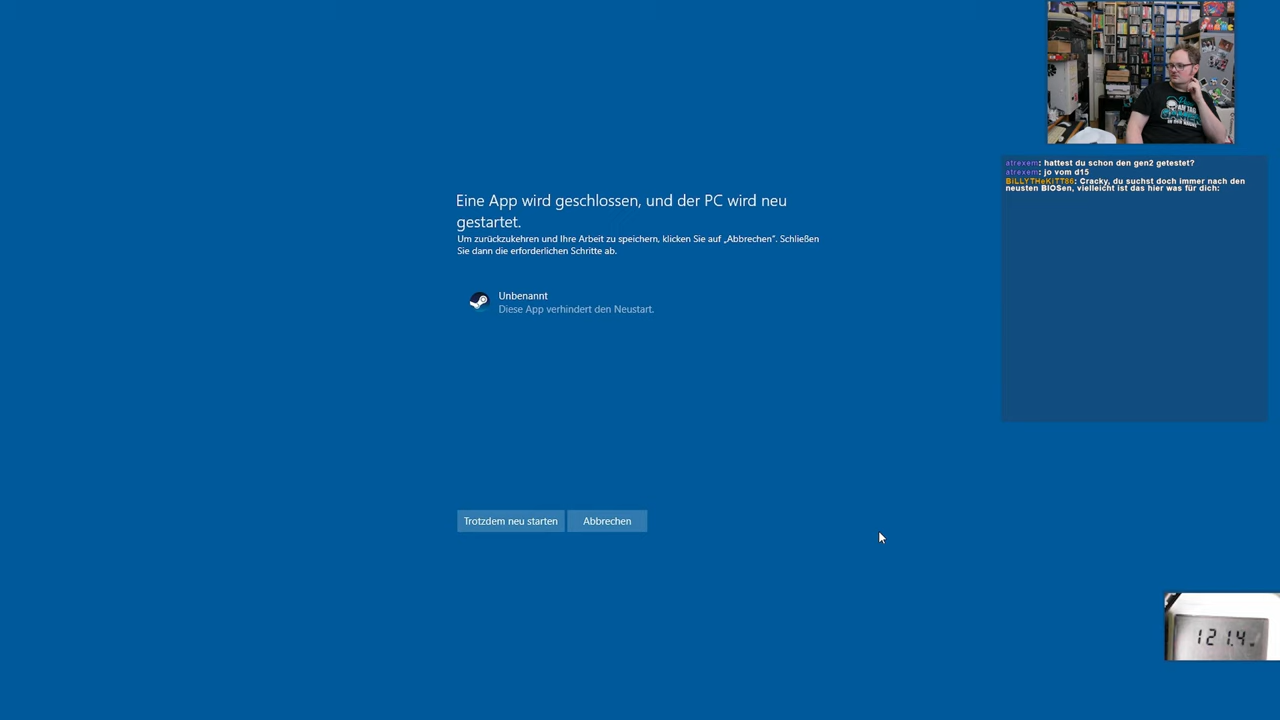 Eine App wird geschlossen, und der PC wird neu
gestartet.
Um zurückzukehren und Ihre Arbeit zu speichern, klicken Sie auf „Abbrechen“. Schließen
Sie dann die erforderlichen Schritte ab.
Unbenannt
Diese App verhindert den Neustart.
Trotzdem neu starten
Abbrechen
atrexem: hattest du schon den gen2 getestet?
atrexem: jo vom d15
BiLLYTHeKiTT86: Cracky, du suchst doch immer nach den
neusten BIOSen, vielleicht ist das hier was für dich:
121.4